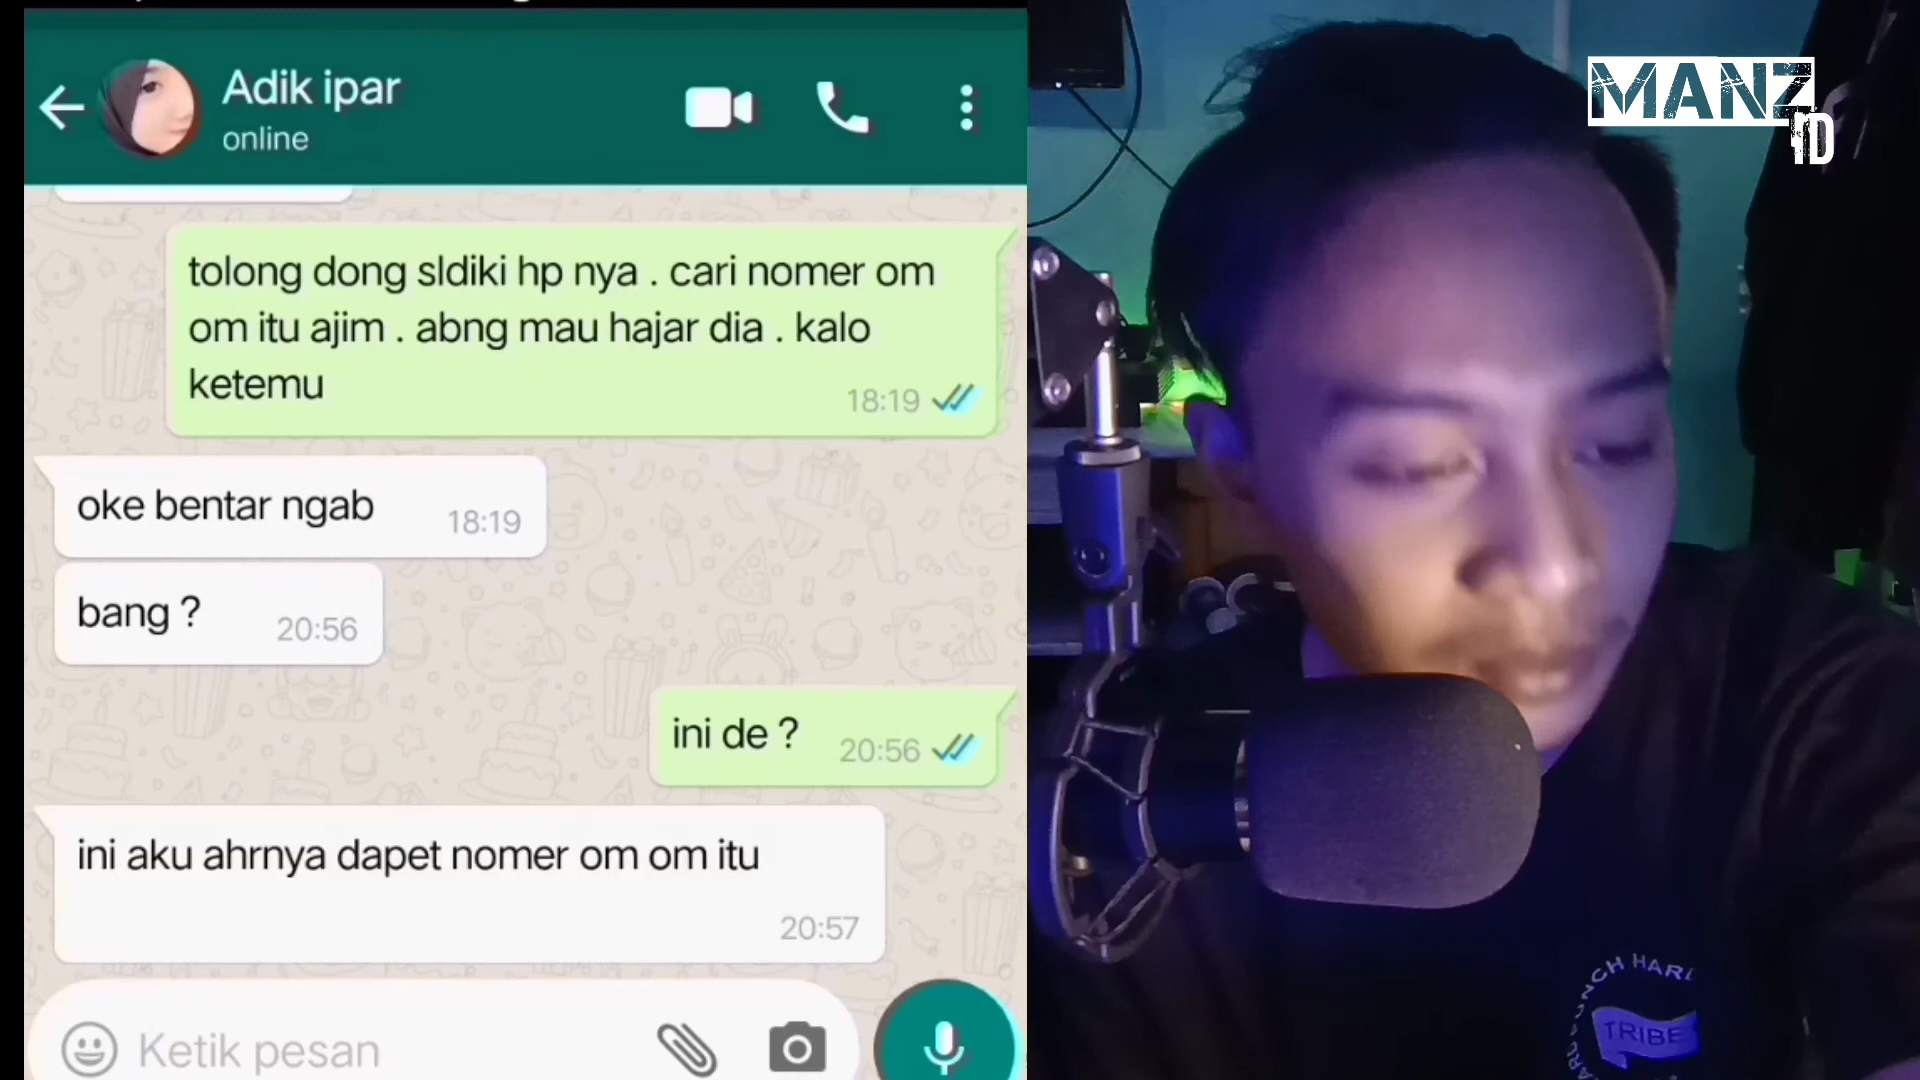 Adik ipar
online
tolong dong sldiki hp nya . cari nomer om
om itu ajim . abng mau hajar dia . kalo
ketemu
18:19
oke bentar ngab
18:19
bang ?
20:56
ini de ?
20:56
ini aku ahrnya dapet nomer om om itu
20:57
Ketik pesan
MANZ
ID
TRIBE